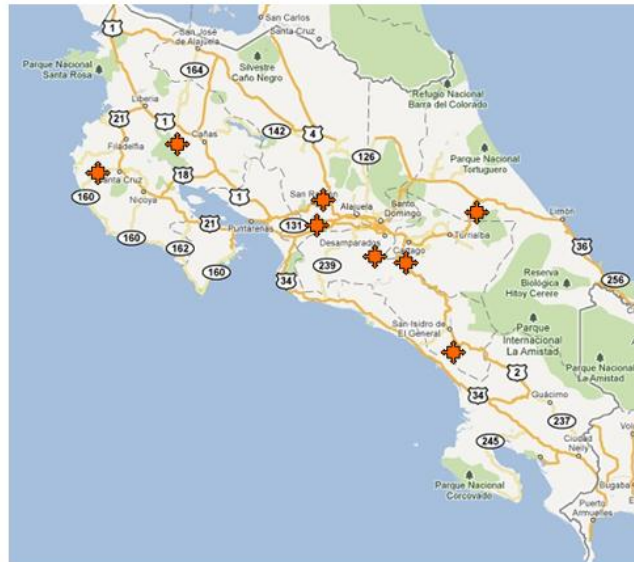 San Carlos
Santa Cruz
1
San José
de Alajuela
Parque Nacional
Santa Rosa
164
Silvestre
Caño Negro
Refugio Nacional
Barra del Colorado
Liberia
21
1
142
4
Filadelfia
Cañas
126
Parque Nacional
Tortuguero
18
Santa Cruz
160
Nicoya
1
San Ramón
Alajuela
Santo
Domingo
Limón
21
Puntarenas
131
Turrialba
160
162
Desamparados
Cartago
36
160
34
239
Reserva
Biológica
Hitoy Cerere
256
San Isidro de
El General
Parque
Internacional
La Amistad
2
Parque Nacional
La Amistad
34
Guácimo
237
245
Ciudad
Neily
Parque Nacional
Corcovado
Bugaba
Puerto
Armuelles